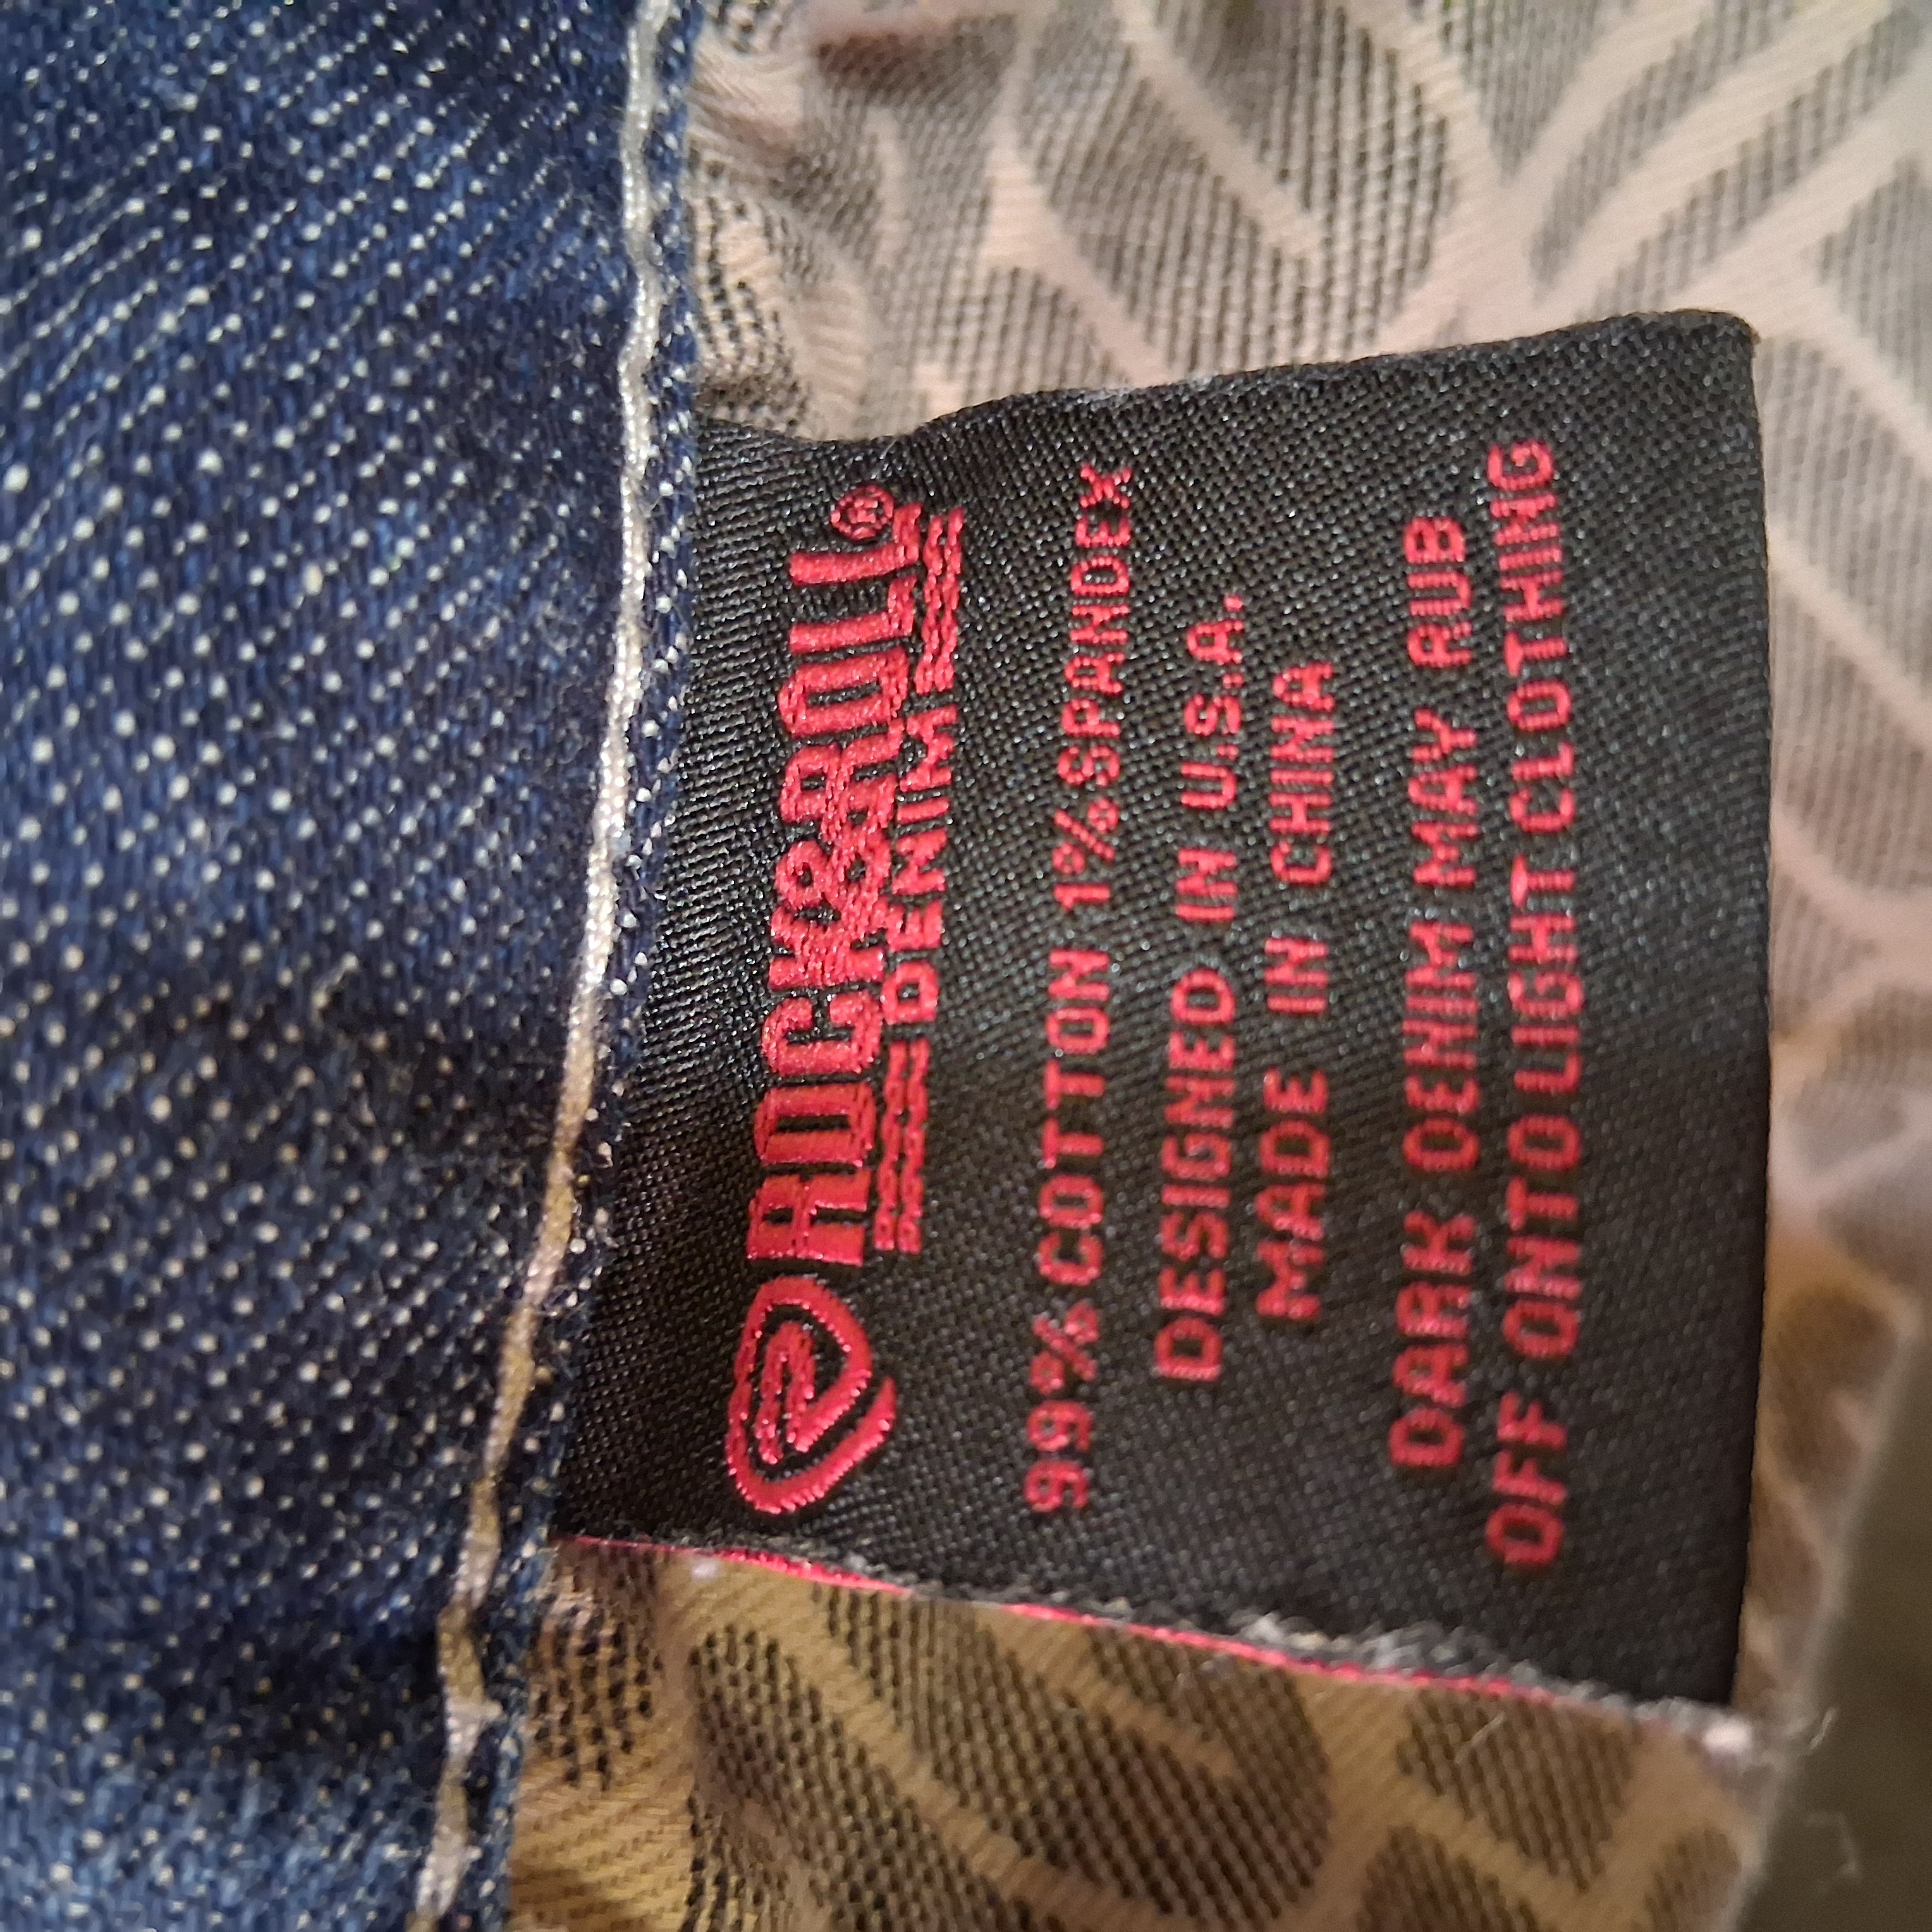 ROCK&ROLL®
DENIM
99% COTTON 1% SPANDEX
DESIGNED IN U.S.A.
MADE IN CHINA
DARK DENIM MAY RUB
OFF ONTO LIGHT CLOTHING